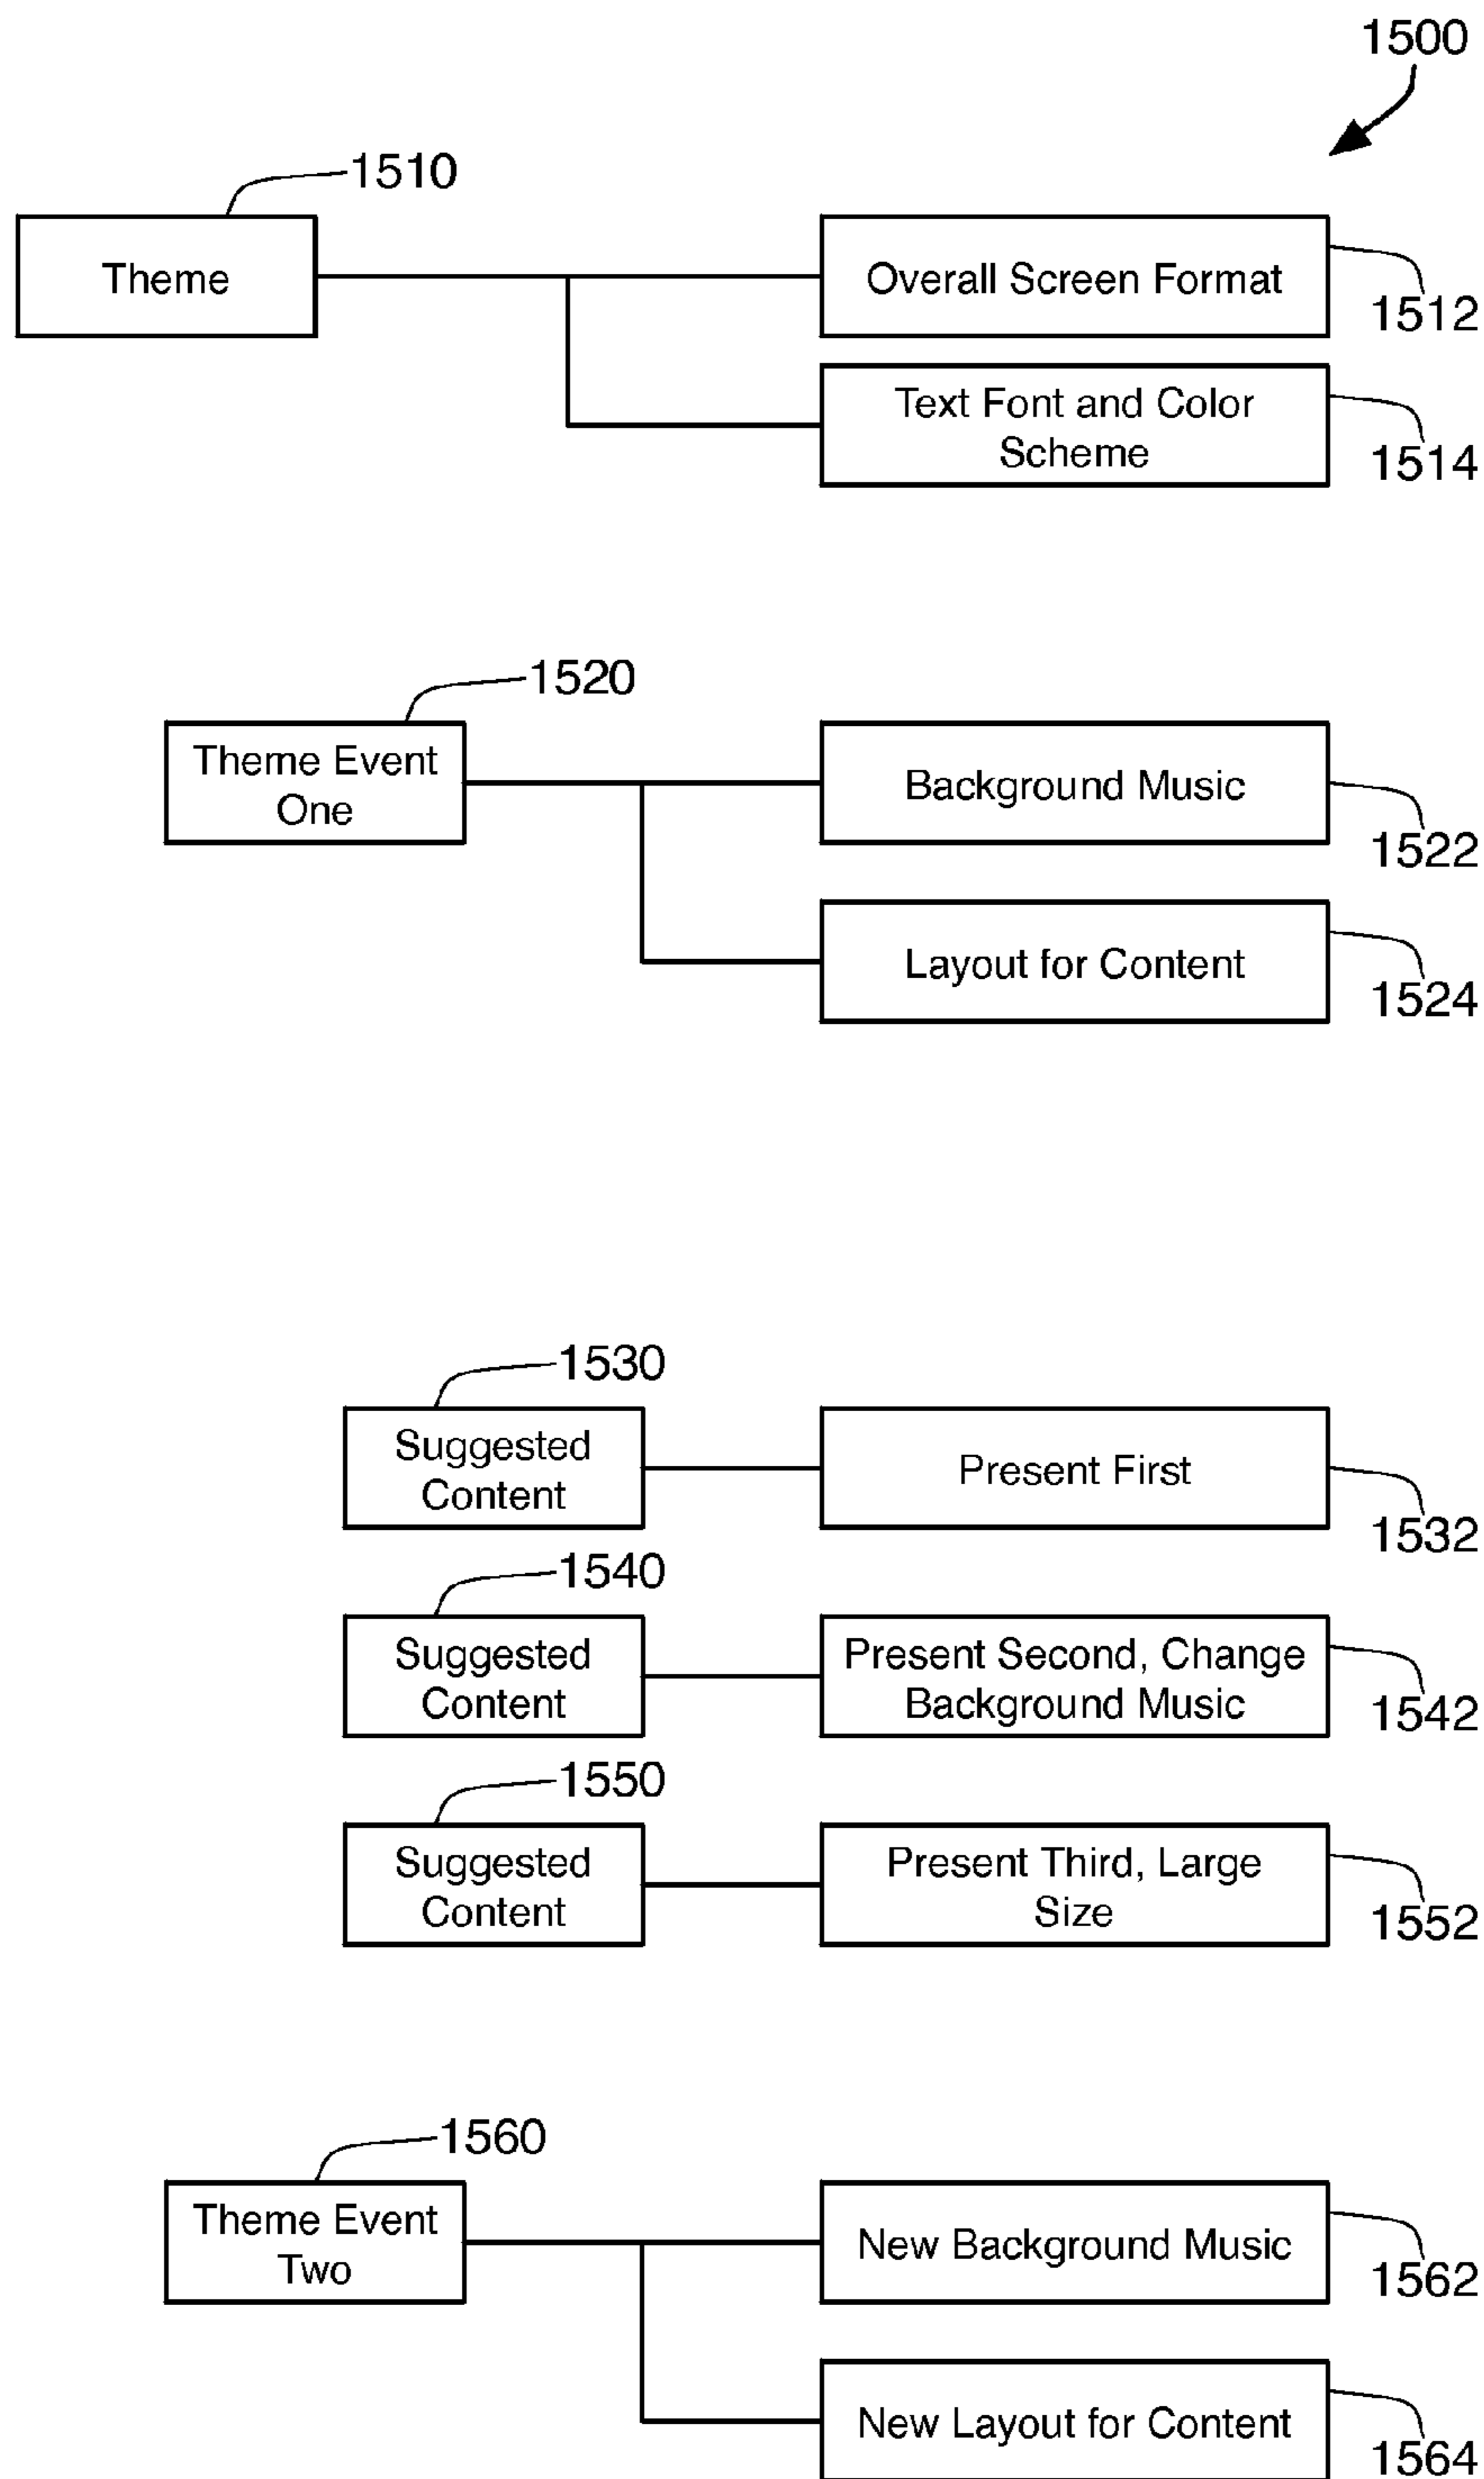 1500
1510
Theme
Overall Screen Format
1512
Text Font and Color
Scheme
1514
1520
Theme Event
One
Background Music
1522
Layout for Content
1524
1530
Suggested
Content
Present First
1532
1540
Suggested
Content
Present Second, Change
Background Music
1542
1550
Suggested
Content
Present Third, Large
Size
1552
1560
Theme Event
Two
New Background Music
1562
New Layout for Content
1564